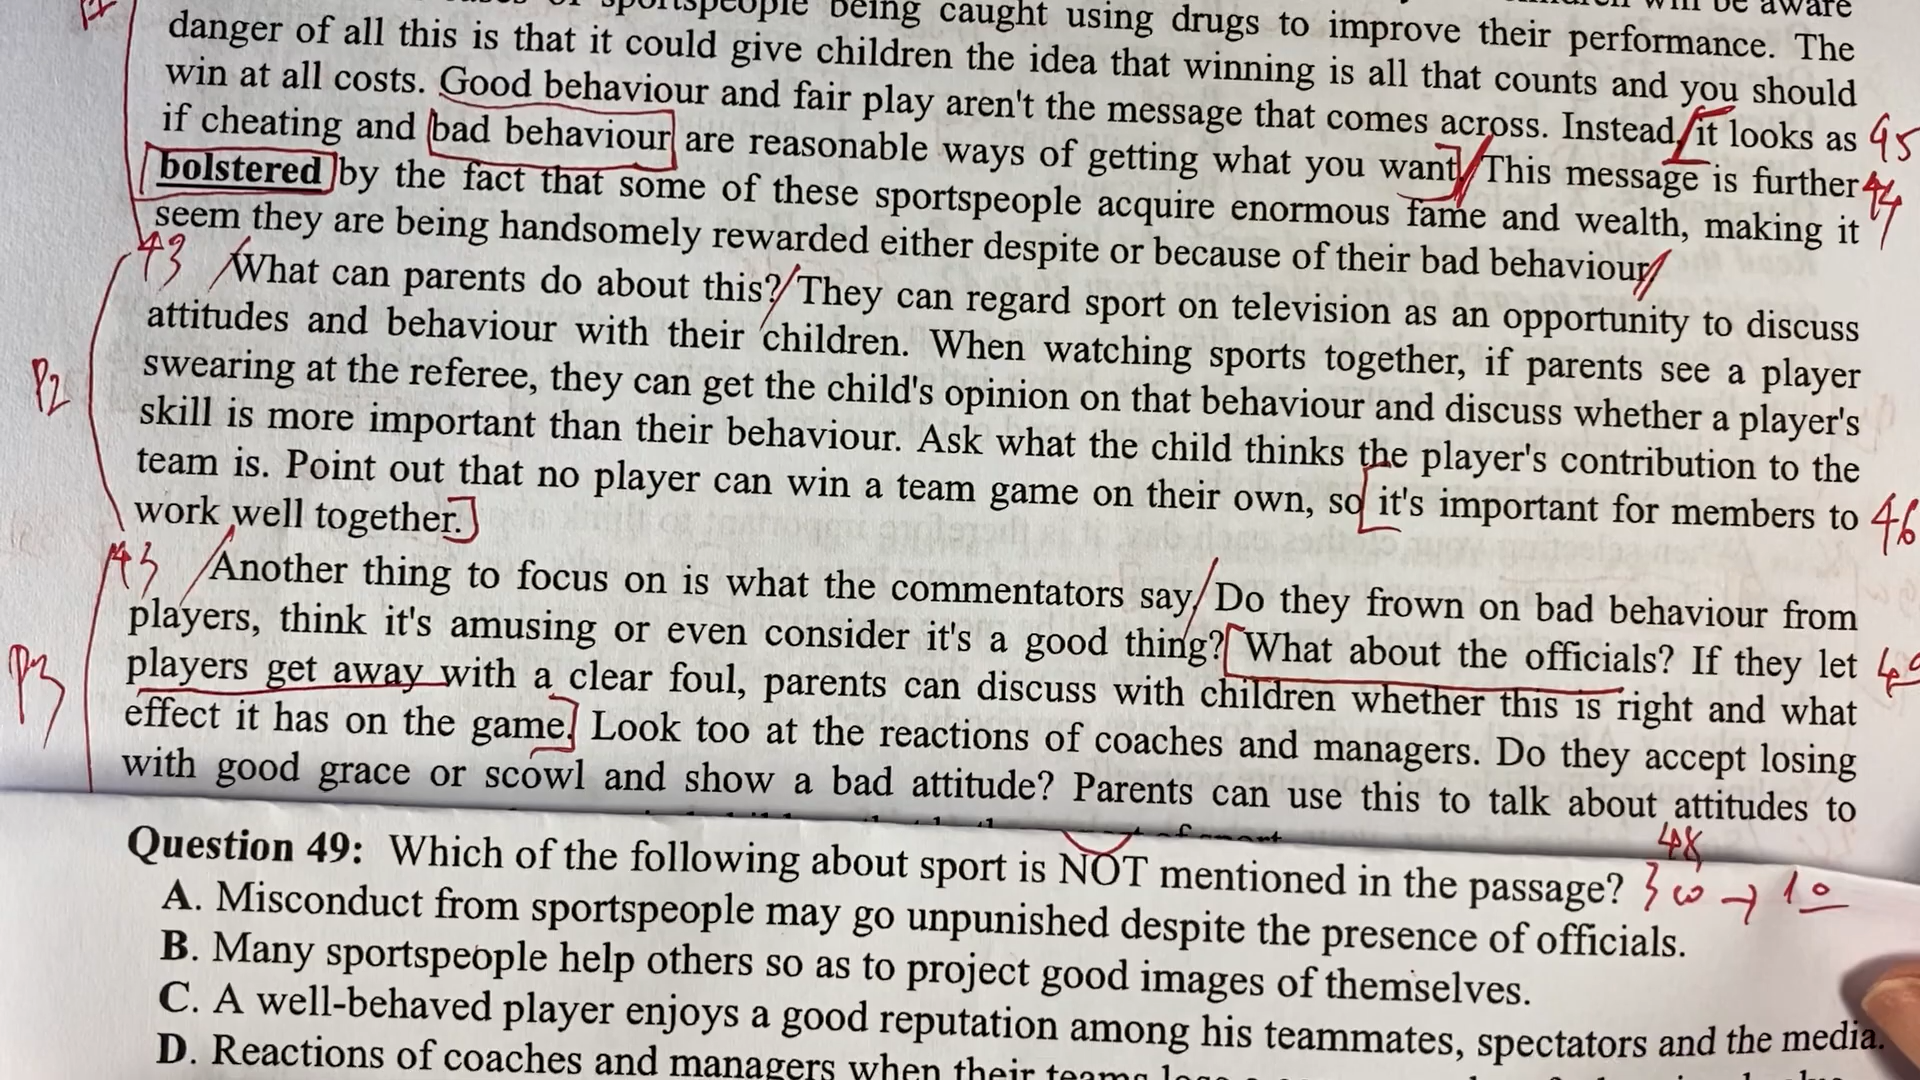 sportspeople being caught using drugs to improve their performance. The
danger of all this is that it could give children the idea that winning is all that counts and you should
win at all costs. Good behaviour and fair play aren't the message that comes across. Instead, it looks as 45
if cheating and bad behaviour are reasonable ways of getting what you want. This message is further 44
bolstered by the fact that some of these sportspeople acquire enormous fame and wealth, making it
seem they are being handsomely rewarded either despite or because of their bad behaviour.
43 What can parents do about this? They can regard sport on television as an opportunity to discuss
attitudes and behaviour with their children. When watching sports together, if parents see a player
P2 swearing at the referee, they can get the child's opinion on that behaviour and discuss whether a player's
skill is more important than their behaviour. Ask what the child thinks the player's contribution to the
team is. Point out that no player can win a team game on their own, so it's important for members to 46
work well together.
43 Another thing to focus on is what the commentators say. Do they frown on bad behaviour from
players, think it's amusing or even consider it's a good thing? What about the officials? If they let
P3 players get away with a clear foul, parents can discuss with children whether this is right and what
effect it has on the game. Look too at the reactions of coaches and managers. Do they accept losing
with good grace or scowl and show a bad attitude? Parents can use this to talk about attitudes to
48
Question 49: Which of the following about sport is NOT mentioned in the passage?
A. Misconduct from sportspeople may go unpunished despite the presence of officials.
B. Many sportspeople help others so as to project good images of themselves.
C. A well-behaved player enjoys a good reputation among his teammates, spectators and the media.
D. Reactions of coaches and managers when their teams